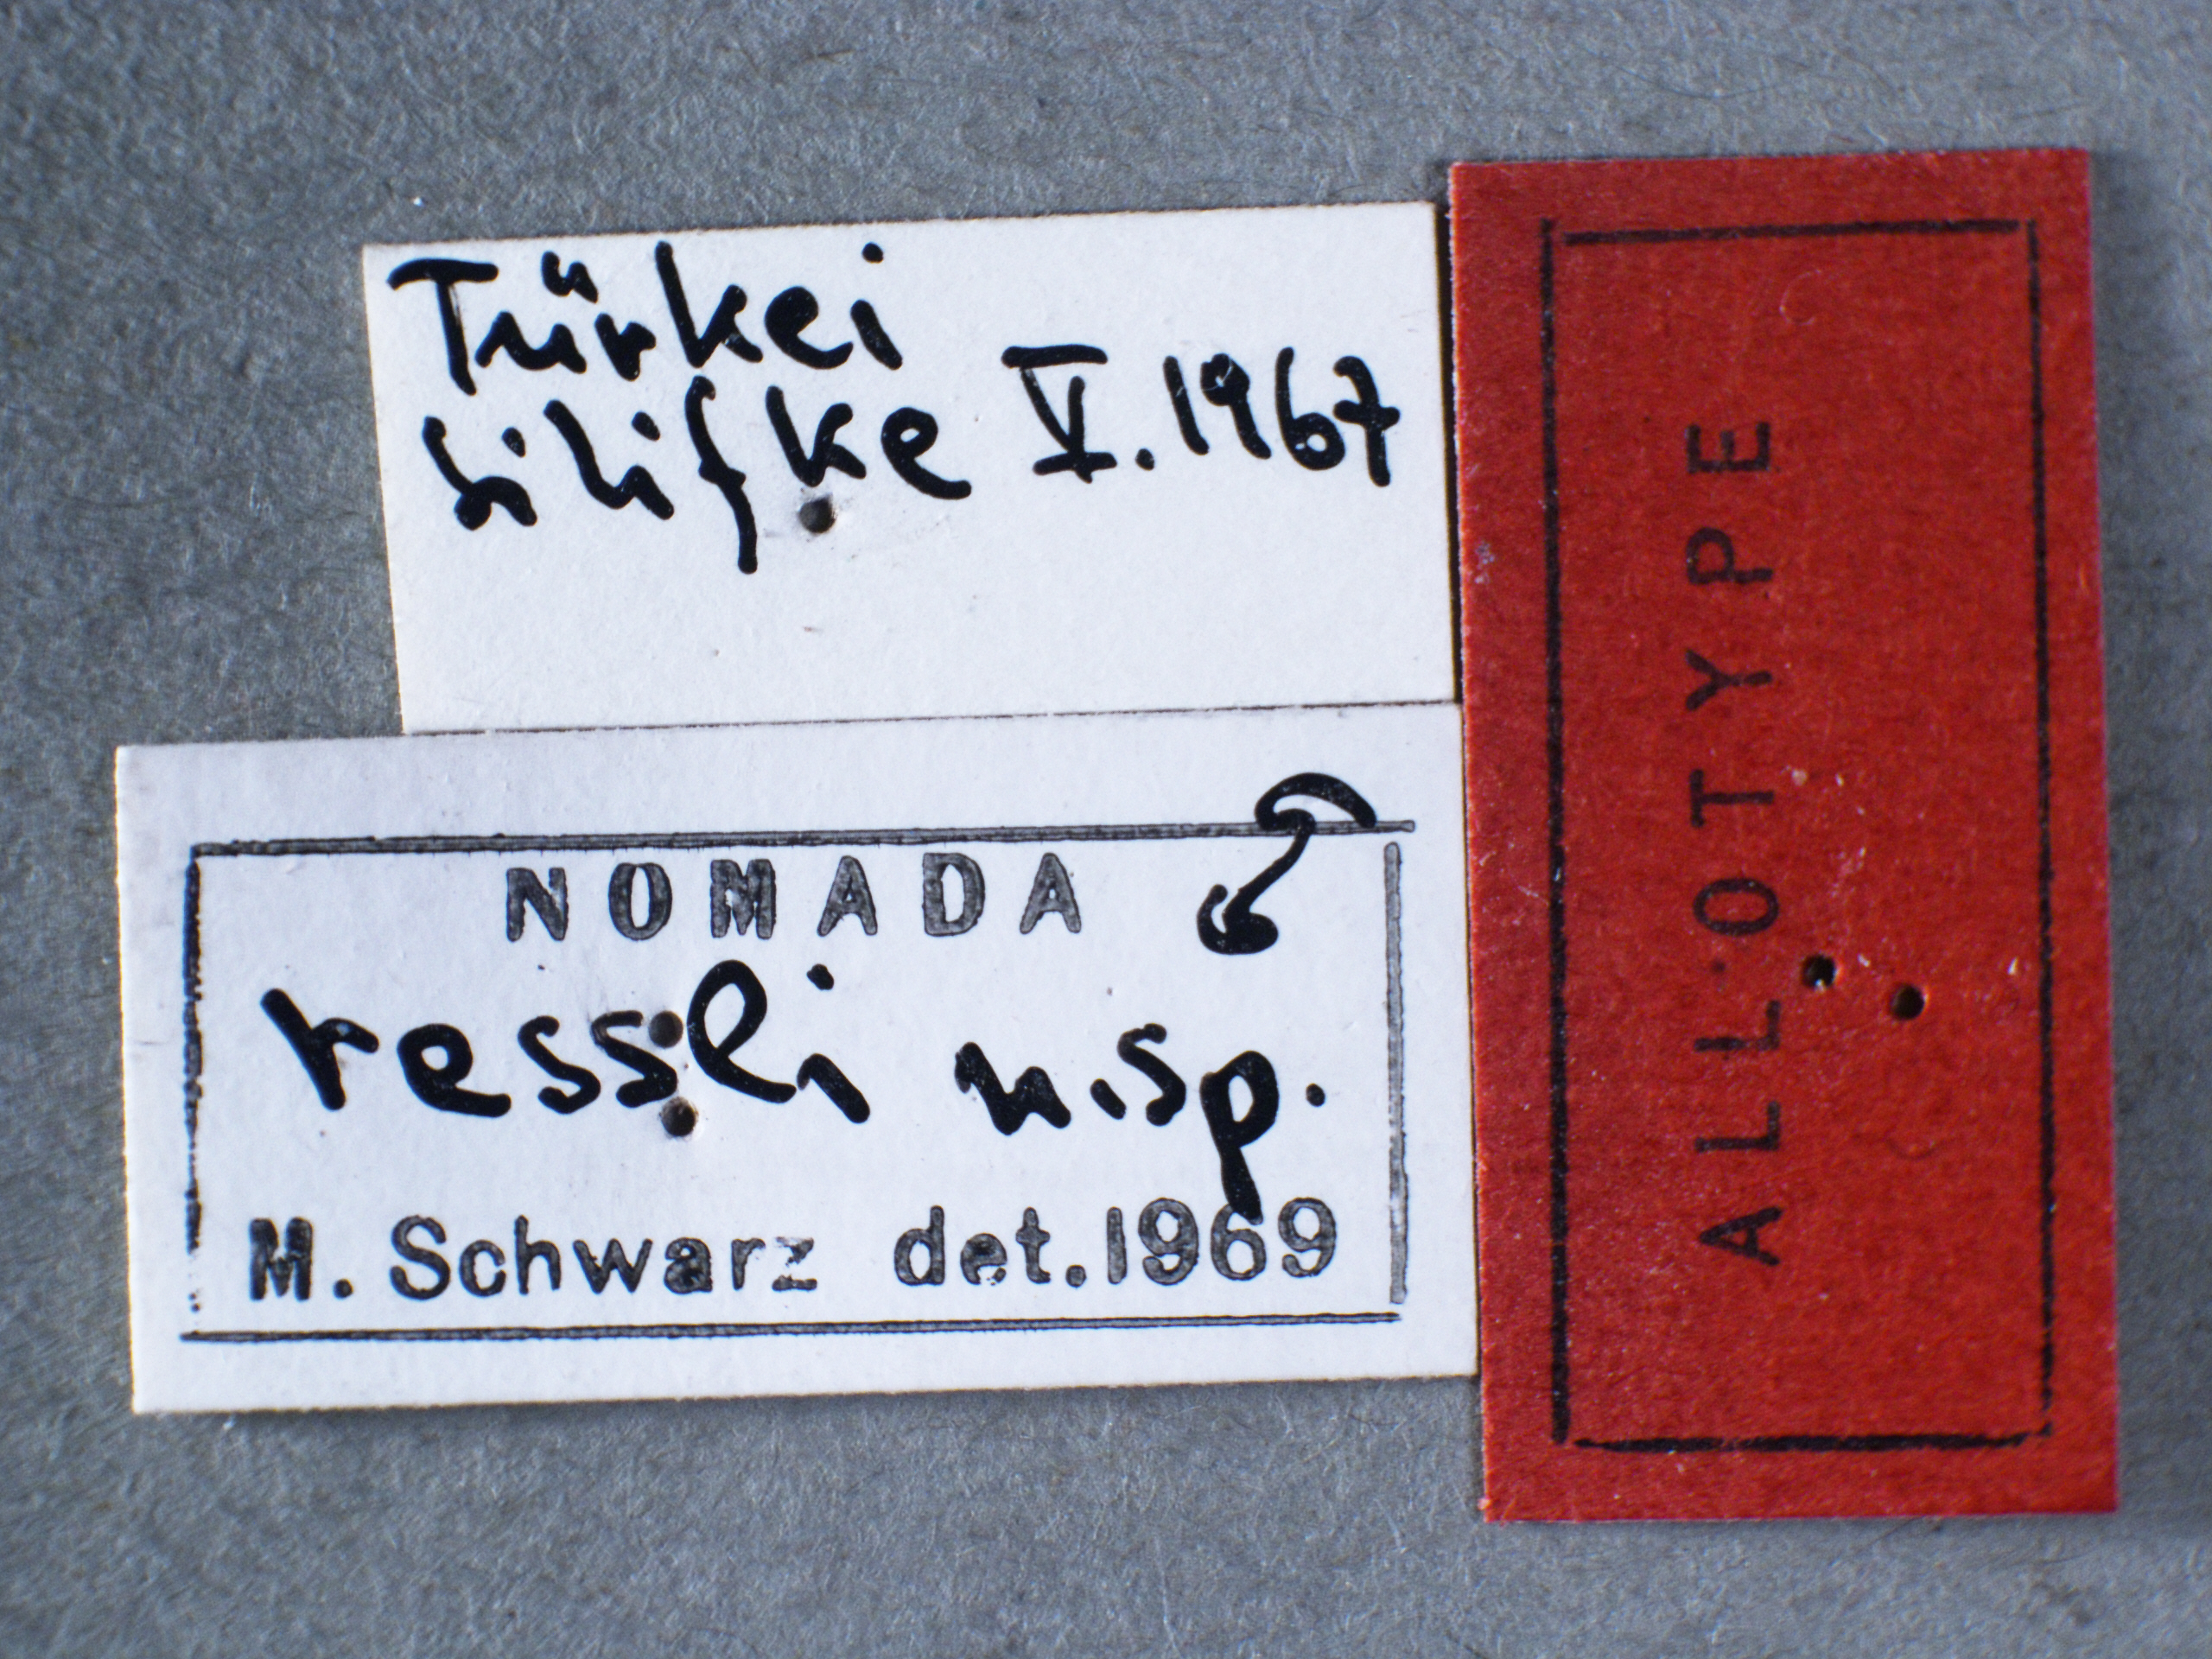 Türkei
Silifke V.1967
NOMADA ♂
ressli n.sp.
M. Schwarz det.1969
ALLOTYPE